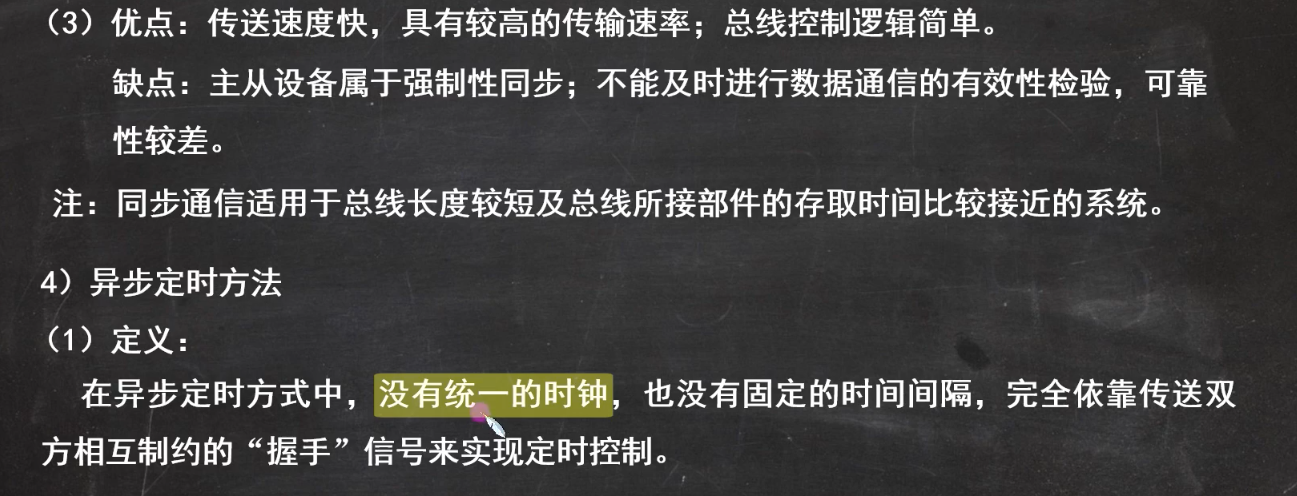 （3）优点：传送速度快，具有较高的传输速率；总线控制逻辑简单。
缺点：主从设备属于强制性同步；不能及时进行数据通信的有效性检验，可靠
性较差。
注：同步通信适用于总线长度较短及总线所接部件的存取时间比较接近的系统。
4）异步定时方法
（1）定义：
在异步定时方式中，没有统一的时钟，也没有固定的时间间隔，完全依靠传送双
方相互制约的“握手”信号来实现定时控制。